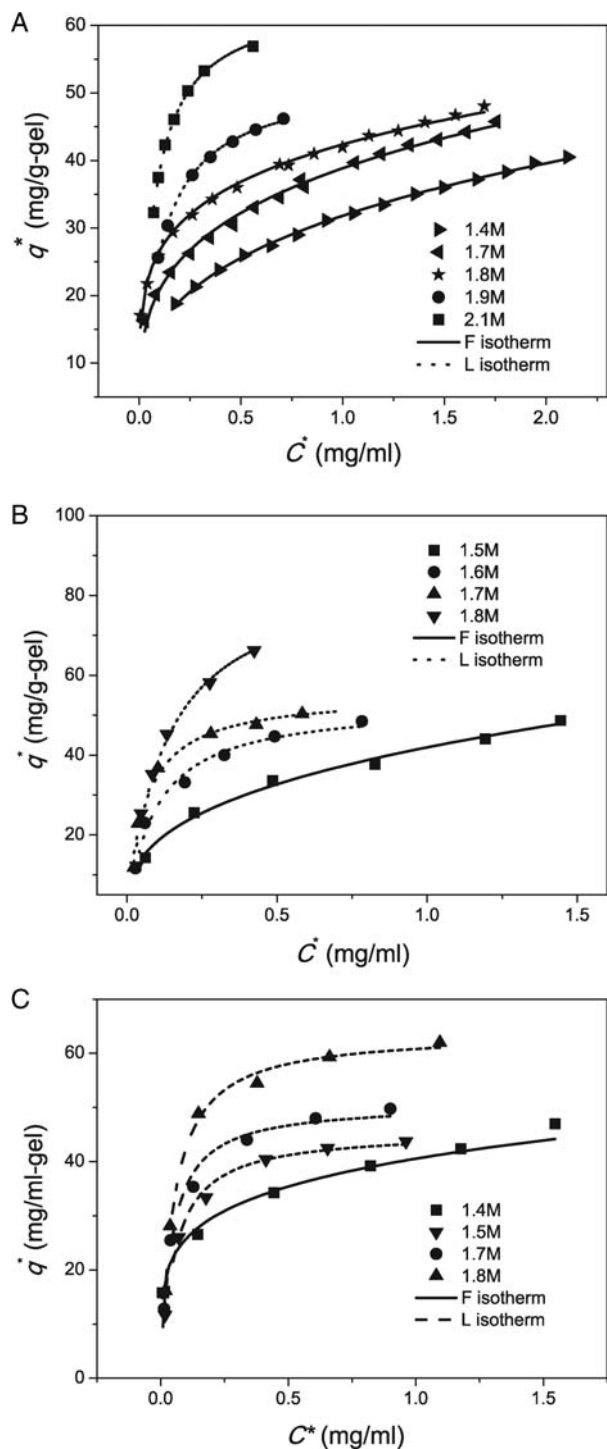 A
60
50
40
30
20
10
q* (mg/g-gel)
1.4M
1.7M
1.8M
1.9M
2.1M
F isotherm
L isotherm
0.0 0.5 1.0 1.5 2.0
C* (mg/ml)
B
100
80
60
40
20
q* (mg/g-gel)
1.5M
1.6M
1.7M
1.8M
F isotherm
L isotherm
0.0 0.5 1.0 1.5
C* (mg/ml)
C
60
40
20
0
q* (mg/ml-gel)
1.4M
1.5M
1.7M
1.8M
F isotherm
L isotherm
0.0 0.5 1.0 1.5
C* (mg/ml)